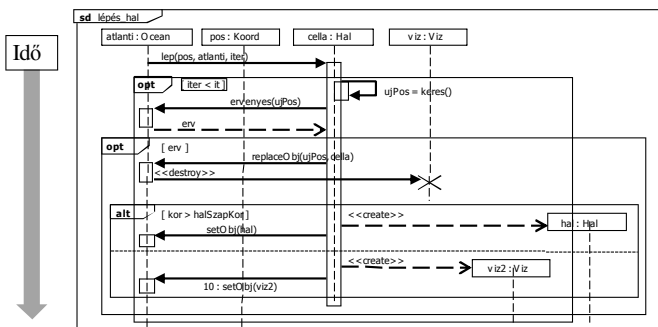 sd lépés_hal
Idő
atlanti : Ocean
pos : Koord
cella : Hal
viz : Viz
lep(pos, atlanti, iter)
opt [ iter < it ]
ujPos = keres()
ervenyes(ujPos)
erv
opt [ erv ]
replaceObj(ujPos, cella)
<<destroy>>
alt [ kor > halSzapKor]
<<create>>
hal : Hal
setObj(hal)
<<create>>
viz2 : Viz
10 : setObj(viz2)